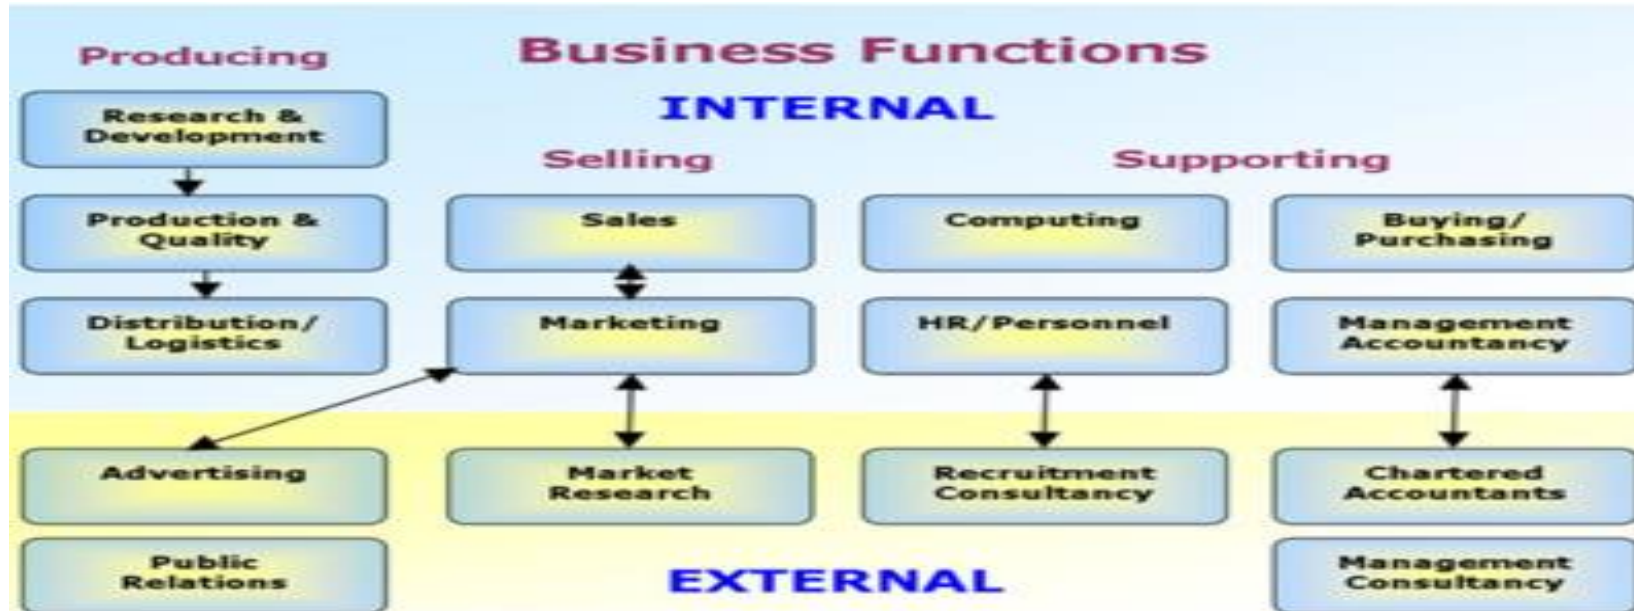 Producing
Business Functions
INTERNAL
Research &
Development
Selling
Supporting
Production &
Quality
Sales
Computing
Buying/
Purchasing
Distribution/
Logistics
Marketing
HR/Personnel
Management
Accountancy
Advertising
Market
Research
Recruitment
Consultancy
Chartered
Accountants
Public
Relations
EXTERNAL
Management
Consultancy